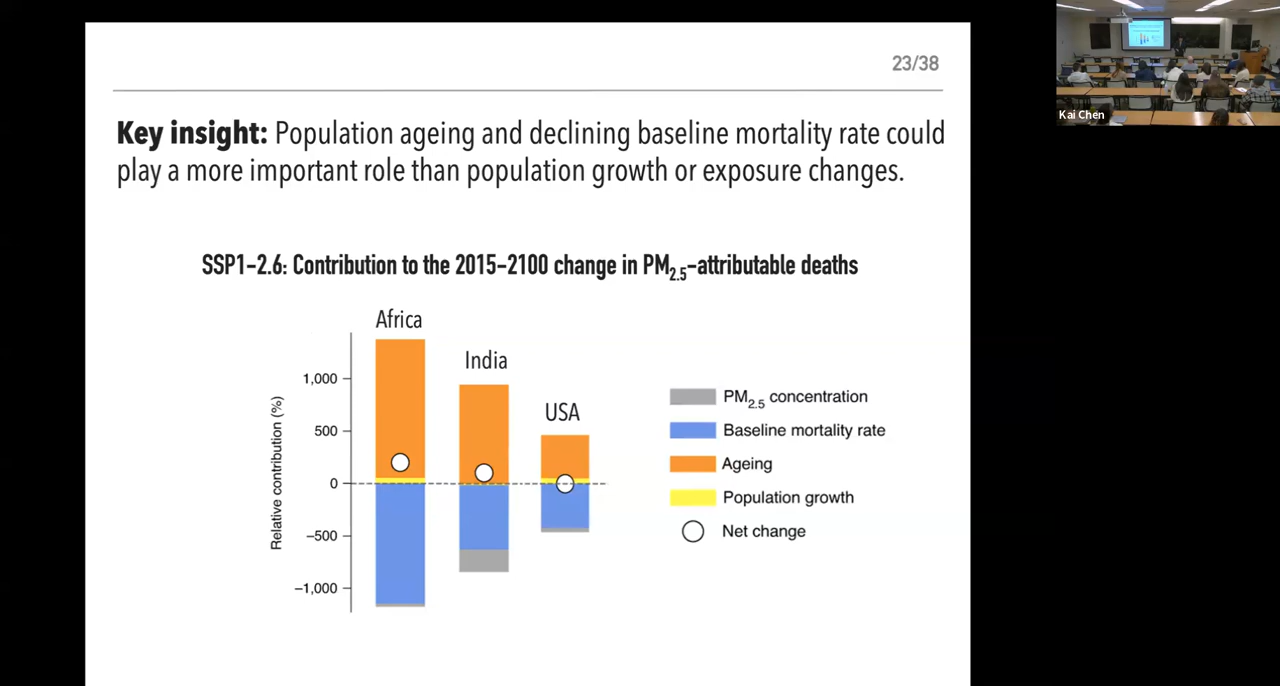 23/38
Kai Chen
Key insight: Population ageing and declining baseline mortality rate could
play a more important role than population growth or exposure changes.
SSP1-2.6: Contribution to the 2015-2100 change in PM2.5-attributable deaths
Africa
India
USA
1,000
500
0
−500
−1,000
Relative contribution (%)
PM2.5 concentration
Baseline mortality rate
Ageing
Population growth
Net change